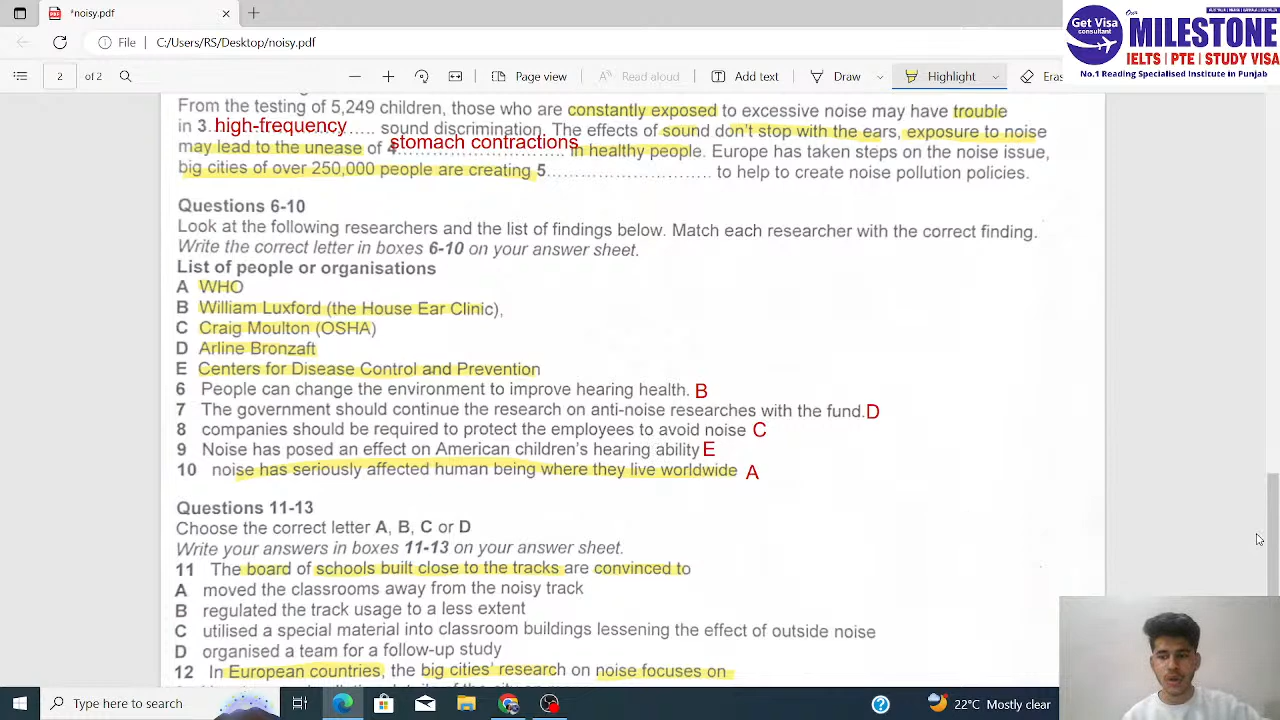 *noisy.pdf
File C:/Users/RS/Desktop/noisy.pdf
2 of 2 Page view Read aloud Add text Draw Highlight Eras
Get Visa
consultant
Over
MILESTONE
IELTS | PTE | STUDY VISA
No.1 Reading Specialised Institute in Punjab
From the testing of 5,249 children, those who are constantly exposed to excessive noise may have trouble
in 3. high-frequency sound discrimination. The effects of sound don't stop with the ears, exposure to noise
may lead to the unease of 4 stomach contractions in healthy people. Europe has taken steps on the noise issue,
big cities of over 250,000 people are creating 5............................ to help to create noise pollution policies.
Questions 6-10
Look at the following researchers and the list of findings below. Match each researcher with the correct finding.
Write the correct letter in boxes 6-10 on your answer sheet.
List of people or organisations
A WHO
B William Luxford (the House Ear Clinic),
C Craig Moulton (OSHA)
D Arline Bronzaft
E Centers for Disease Control and Prevention
6 People can change the environment to improve hearing health. B
7 The government should continue the research on anti-noise researches with the fund. D
8 companies should be required to protect the employees to avoid noise C
9 Noise has posed an effect on American children's hearing ability E
10 noise has seriously affected human being where they live worldwide A
Questions 11-13
Choose the correct letter A, B, C or D
Write your answers in boxes 11-13 on your answer sheet.
11 The board of schools built close to the tracks are convinced to
A moved the classrooms away from the noisy track
B regulated the track usage to a less extent
C utilised a special material into classroom buildings lessening the effect of outside noise
D organised a team for a follow-up study
12 In European countries, the big cities' research on noise focuses on
Type here to search
22°C Mostly clear